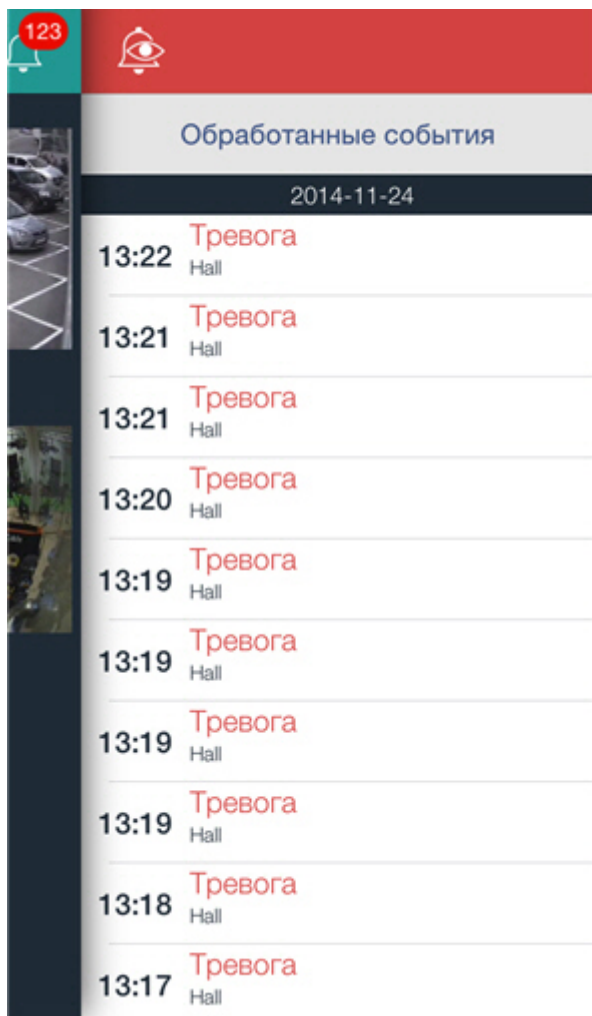 123
Обработанные события
2014-11-24
13:22 Тревога
Hall
13:21 Тревога
Hall
13:21 Тревога
Hall
13:20 Тревога
Hall
13:19 Тревога
Hall
13:19 Тревога
Hall
13:19 Тревога
Hall
13:19 Тревога
Hall
13:18 Тревога
Hall
13:17 Тревога
Hall